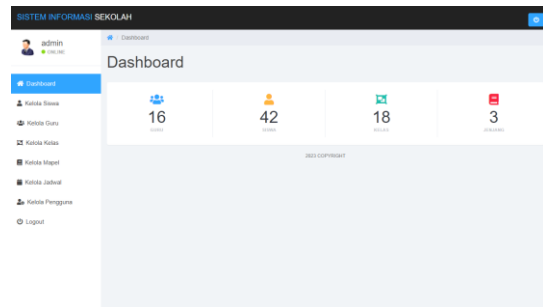 SISTEM INFORMASI SEKOLAH
admin
ONLINE
/ Dashboard
Dashboard
Dashboard
Kelola Siswa
Kelola Guru
Kelola Kelas
Kelola Mapel
Kelola Jadwal
Kelola Pengguna
Logout
16
42
18
3
2023 COPYRIGHT